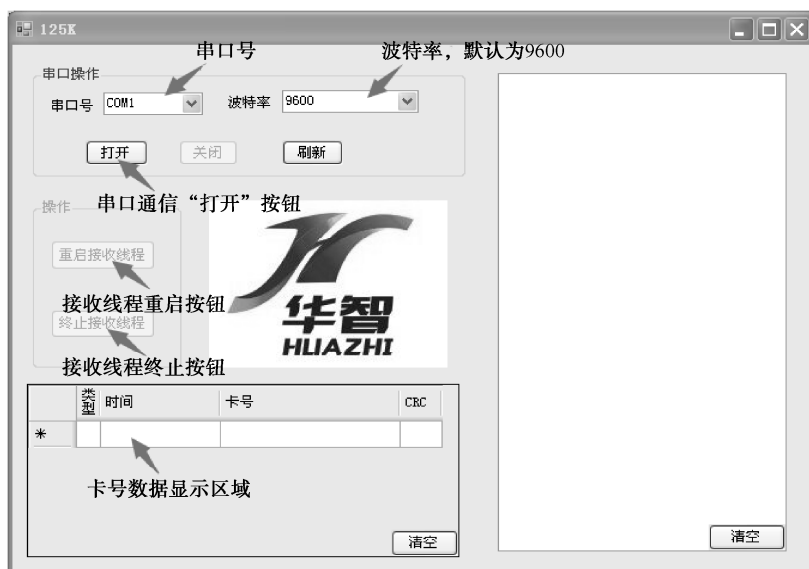 125K
串口号
波特率，默认为9600
串口操作
串口号 COM1 波特率 9600
打开 关闭 刷新
串口通信“打开”按钮
操作
重启接收线程
接收线程重启按钮
终止接收线程
接收线程终止按钮
华智
HUAZHI
类型 时间 卡号 CRC
*
卡号数据显示区域
清空
清空